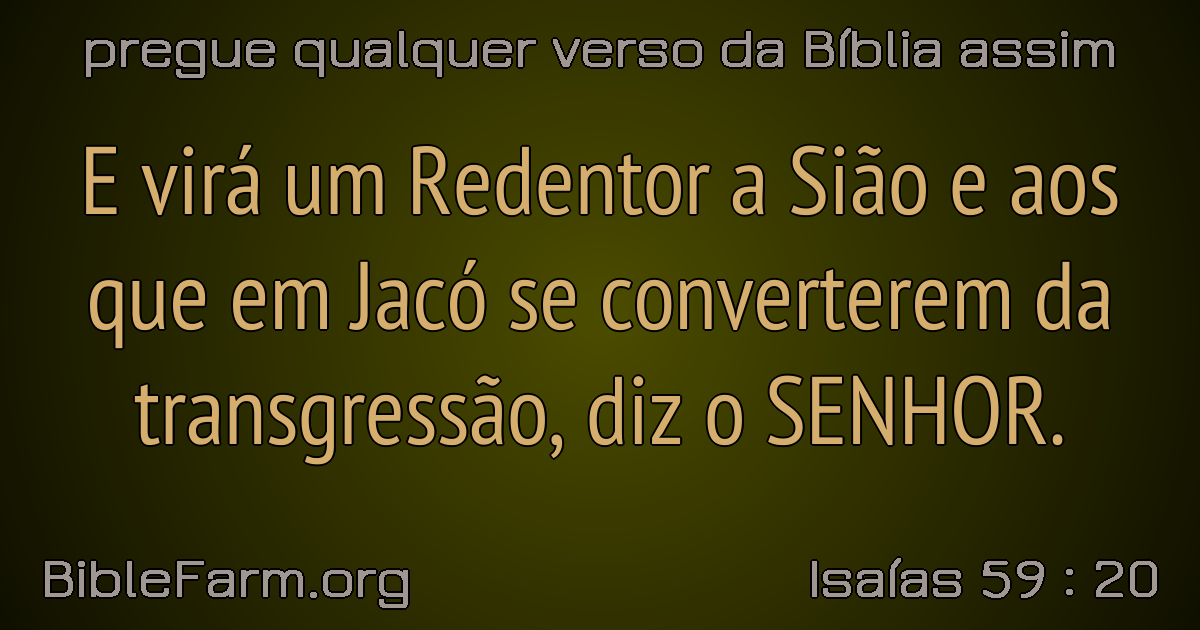 pregue qualquer verso da Bíblia assim
E virá um Redentor a Sião e aos
que em Jacó se converterem da
transgressão, diz o SENHOR.
BibleFarm.org
Isaías 59 : 20